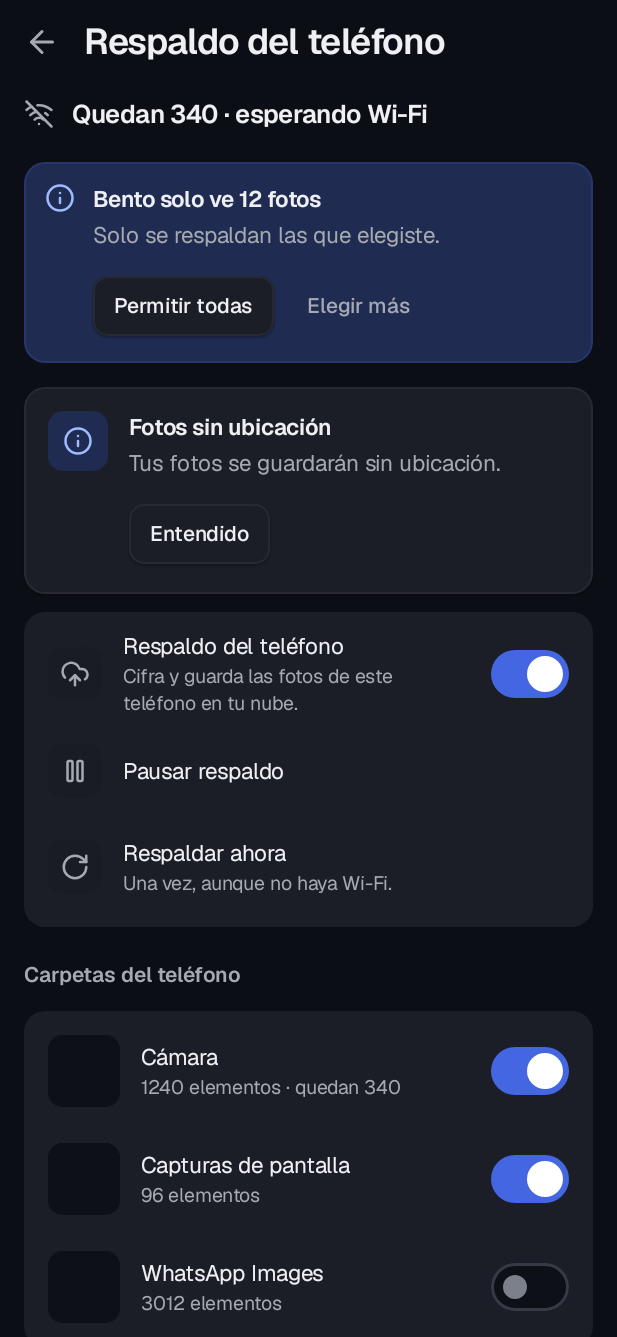 Respaldo del teléfono
Quedan 340 · esperando Wi-Fi
Bento solo ve 12 fotos
Solo se respaldan las que elegiste.
Permitir todas
Elegir más
Fotos sin ubicación
Tus fotos se guardarán sin ubicación.
Entendido
Respaldo del teléfono
Cifra y guarda las fotos de este
teléfono en tu nube.
Pausar respaldo
Respaldar ahora
Una vez, aunque no haya Wi-Fi.
Carpetas del teléfono
Cámara
1240 elementos · quedan 340
Capturas de pantalla
96 elementos
WhatsApp Images
3012 elementos